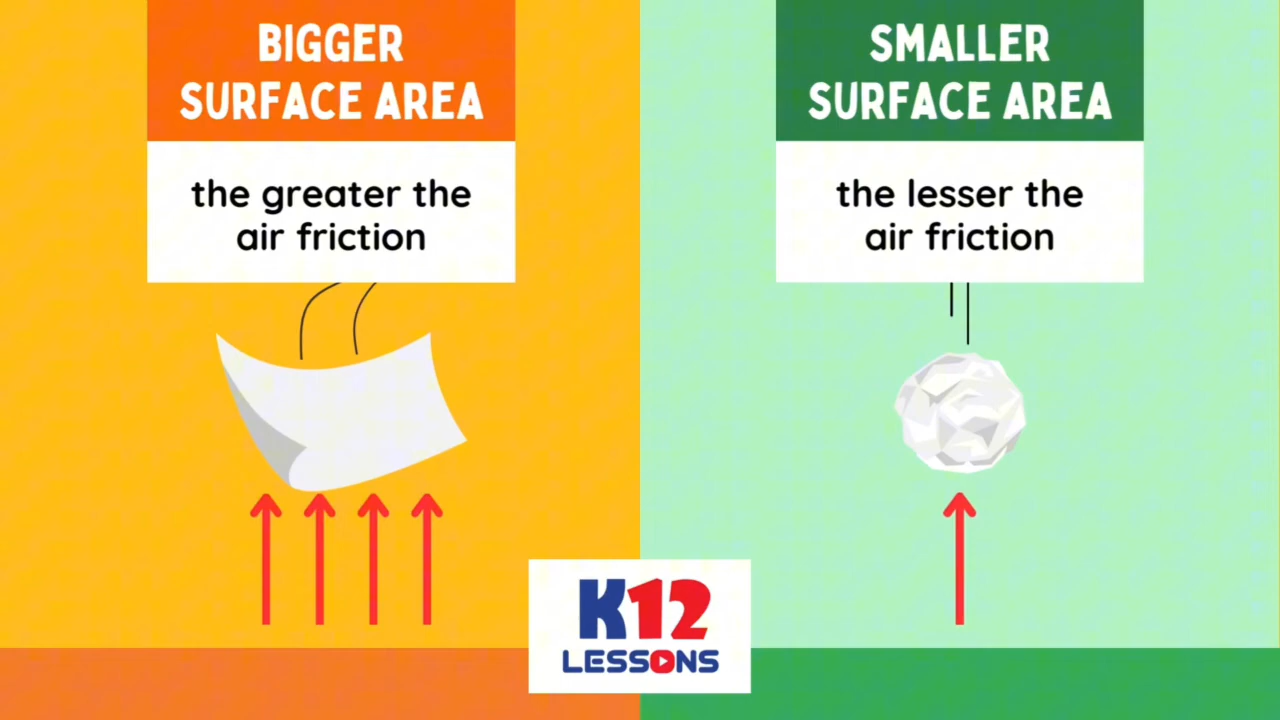 BIGGER
SURFACE AREA
the greater the
air friction
SMALLER
SURFACE AREA
the lesser the
air friction
K12
LESSONS